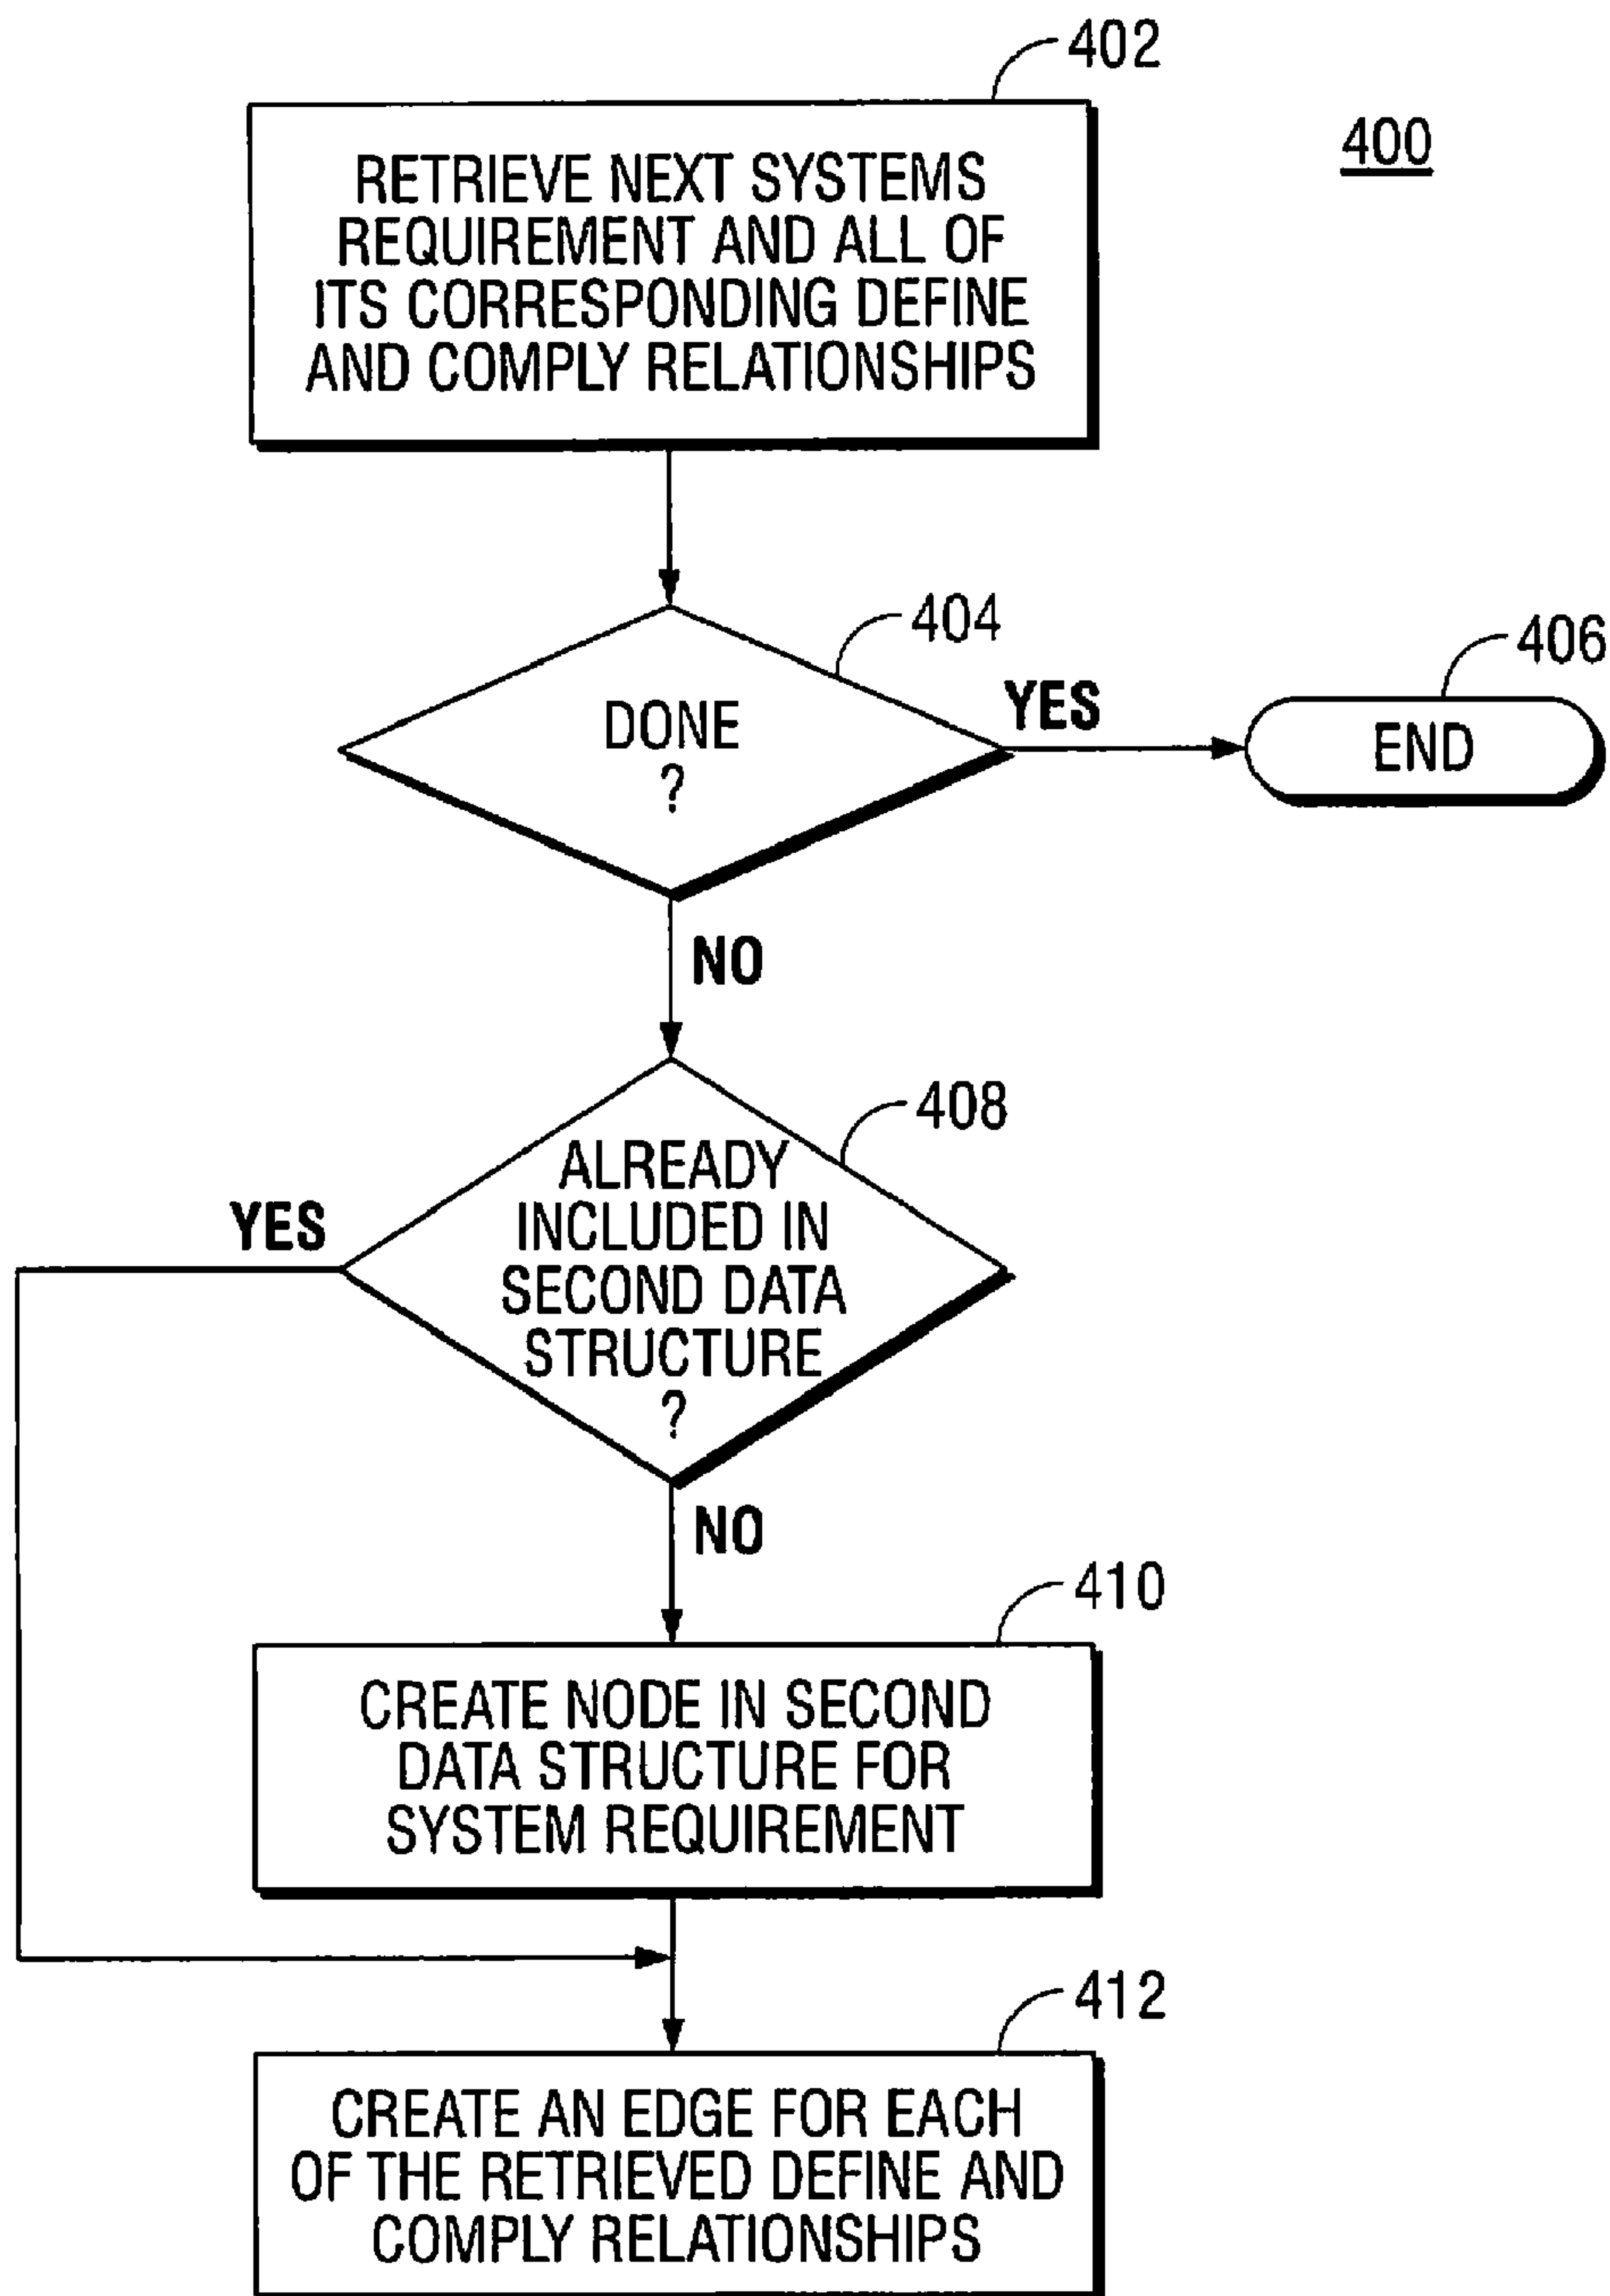 402
400
RETRIEVE NEXT SYSTEMS
REQUIREMENT AND ALL OF
ITS CORRESPONDING DEFINE
AND COMPLY RELATIONSHIPS
404
406
DONE
?
YES
END
NO
408
ALREADY
INCLUDED IN
SECOND DATA
STRUCTURE
?
YES
NO
410
CREATE NODE IN SECOND
DATA STRUCTURE FOR
SYSTEM REQUIREMENT
412
CREATE AN EDGE FOR EACH
OF THE RETRIEVED DEFINE AND
COMPLY RELATIONSHIPS